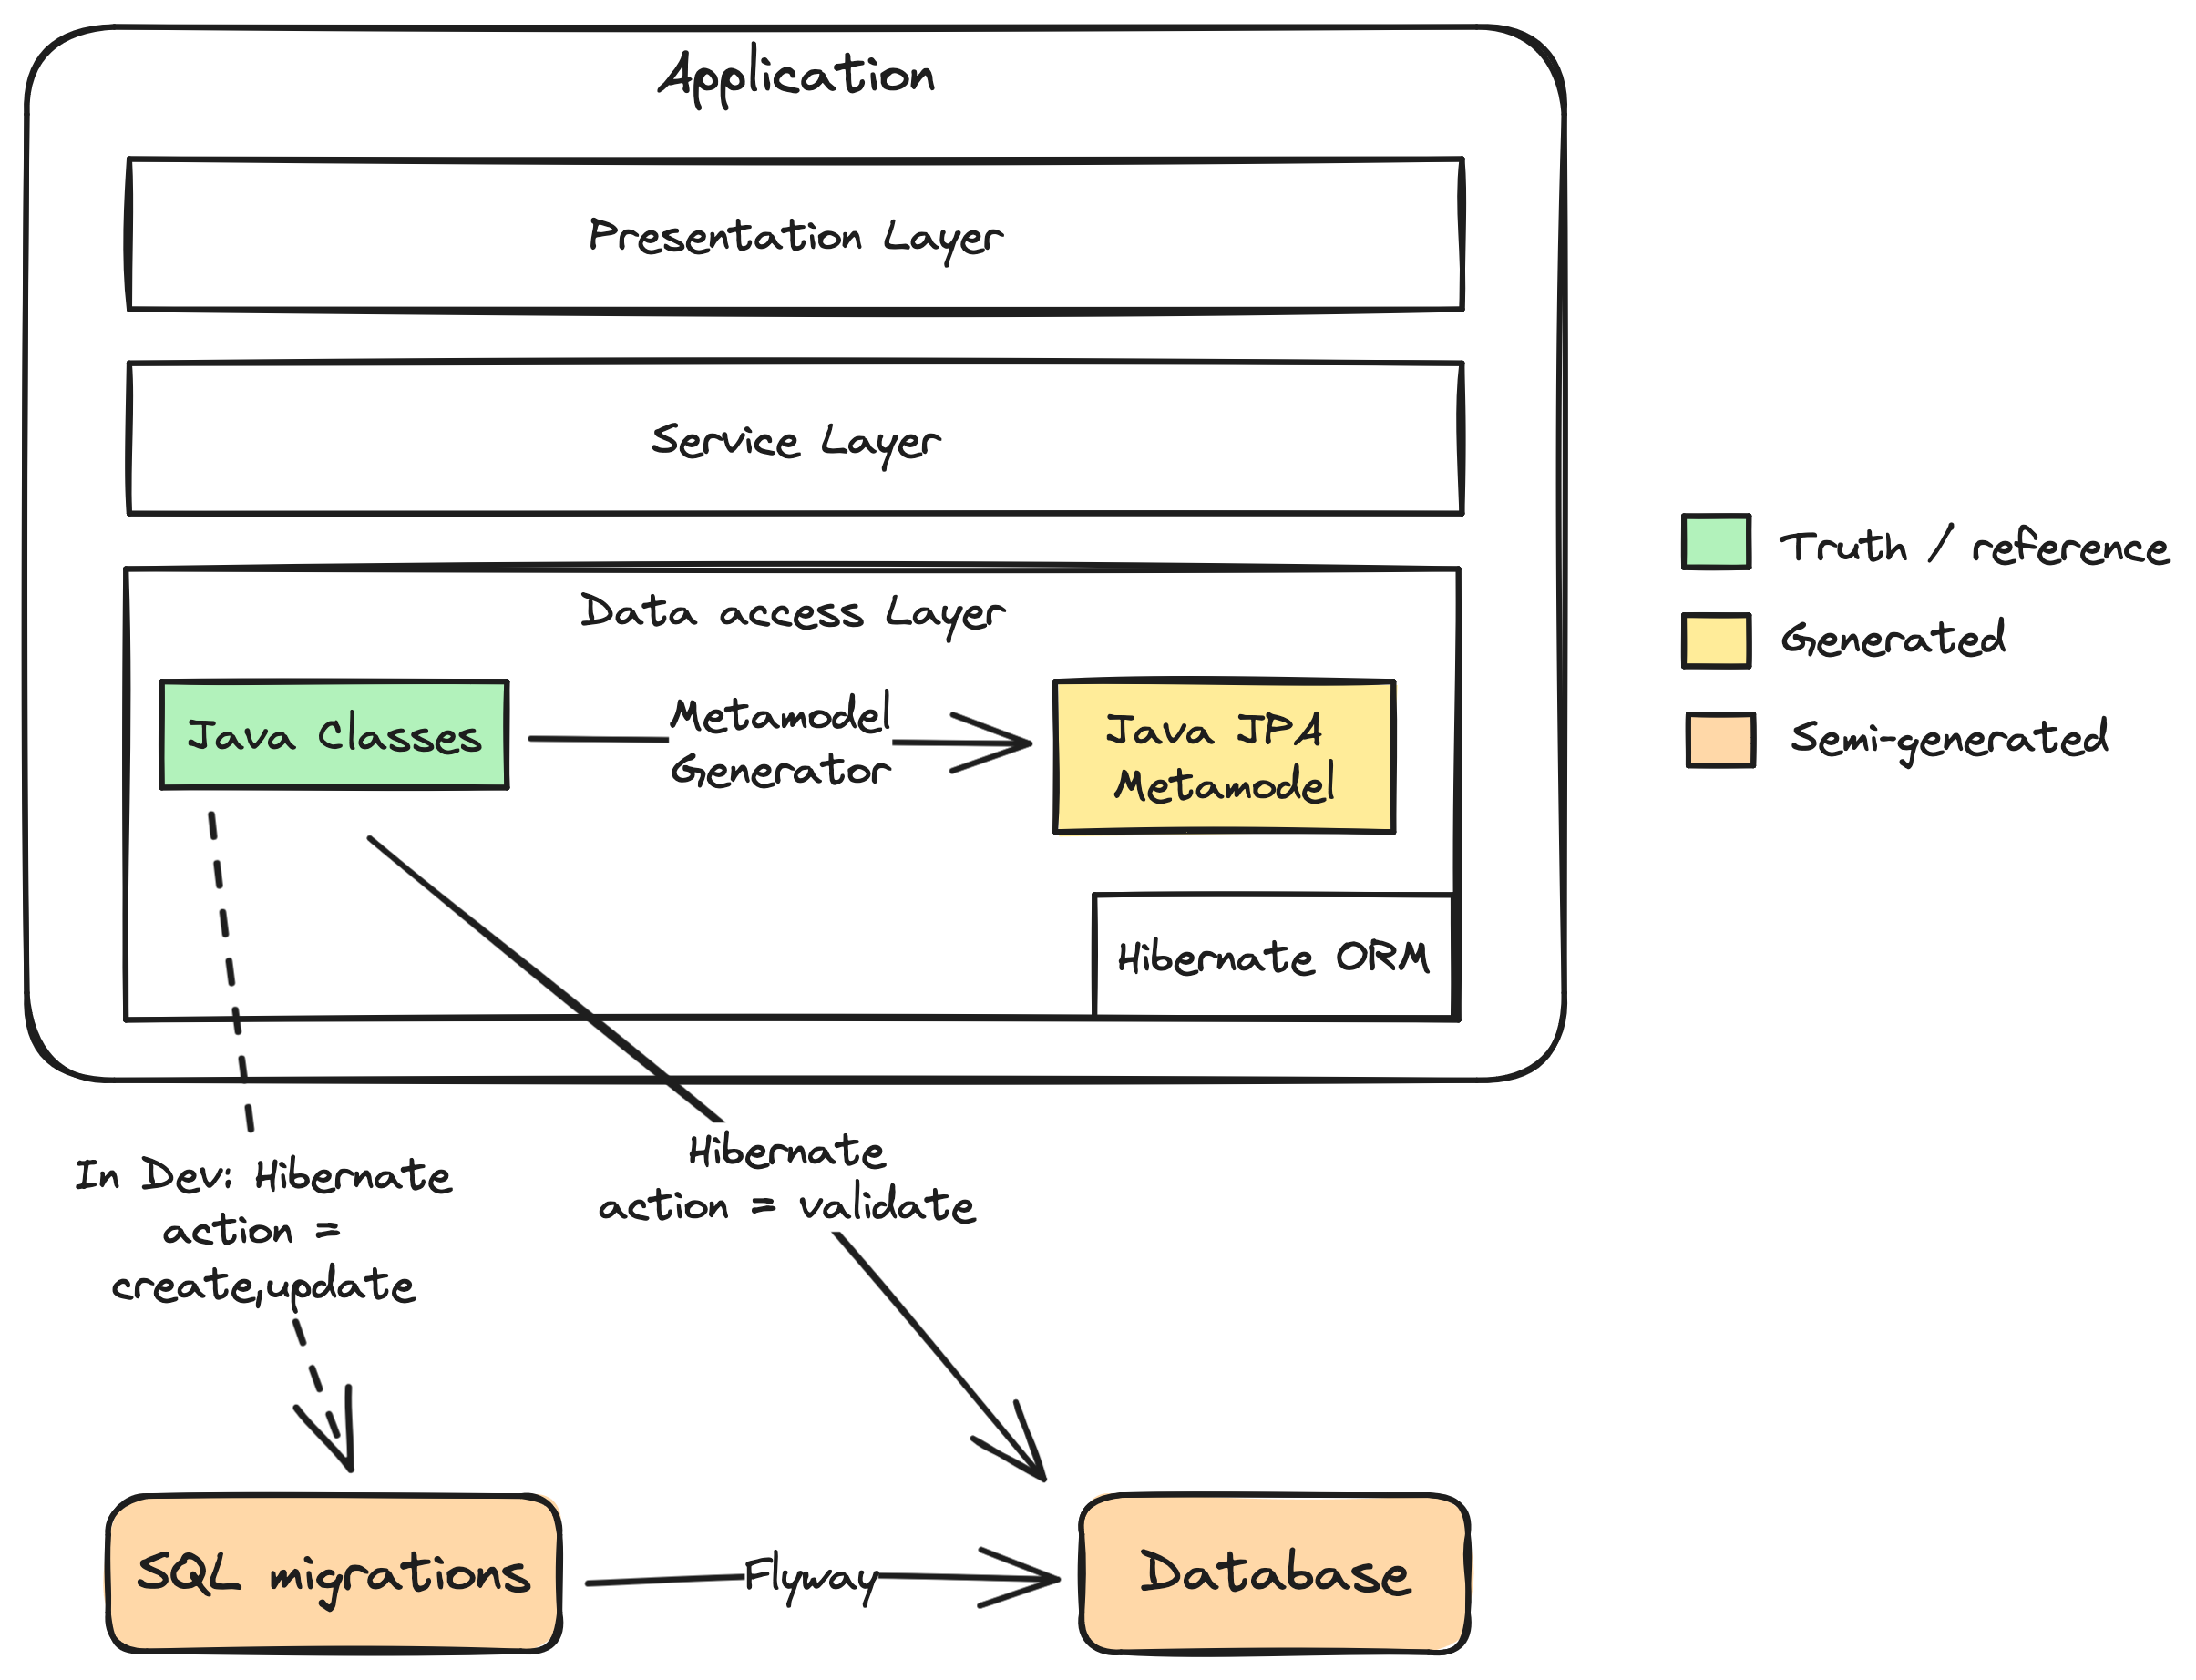 Application
Presentation Layer
Service Layer
Data access Layer
Java Classes
Metamodel
Generator
Java JPA
Metamodel
Hibernate ORM
Truth / reference
Generated
Semi-generated
In Dev: Hibernate
action =
create,update
Hibernate
action = validate
SQL migrations
Flyway
Database